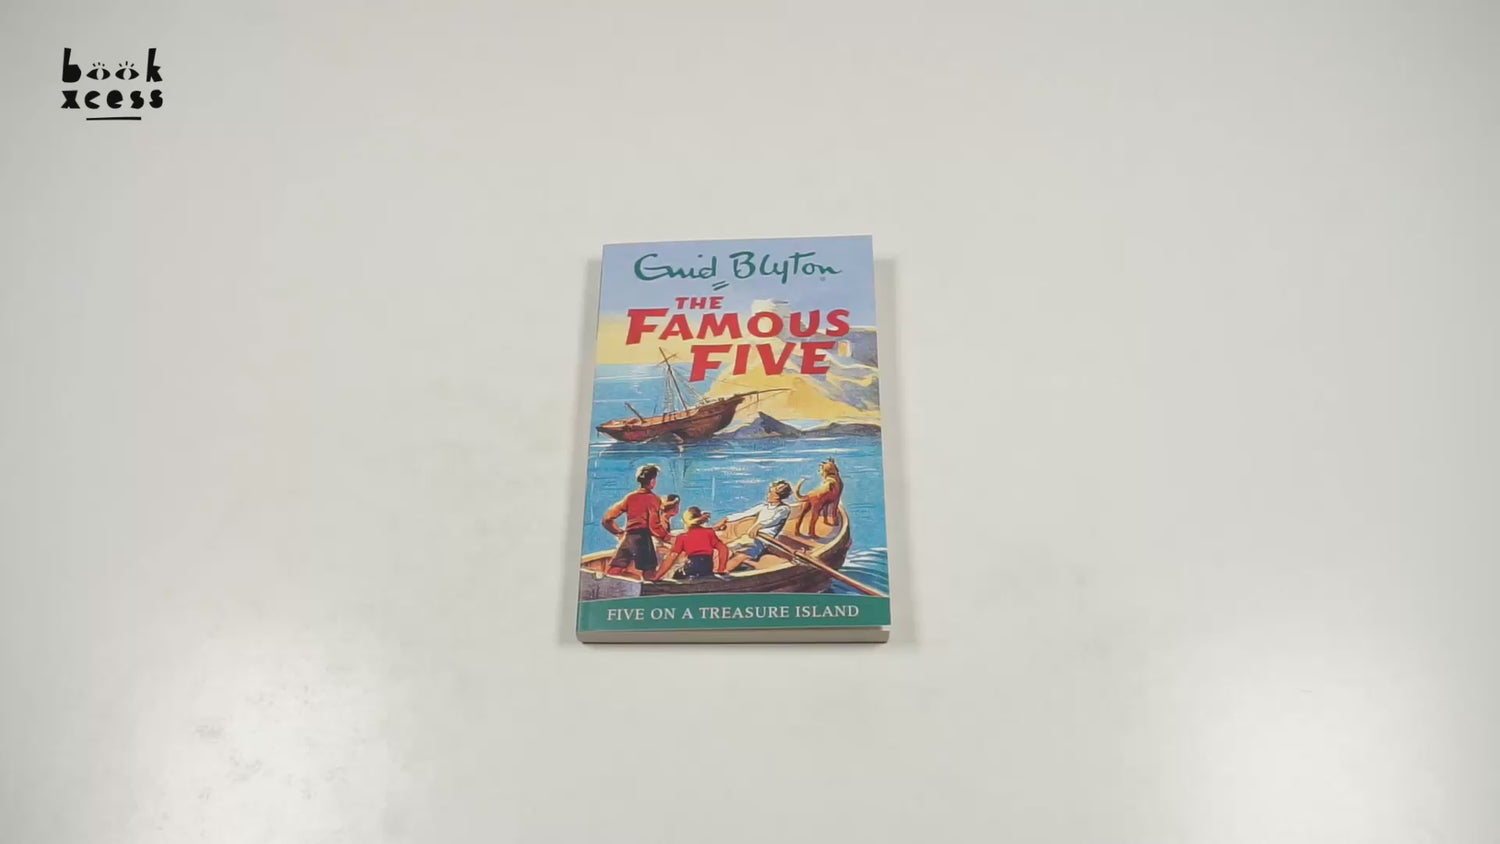 book
xcess
Enid Blyton
THE
FAMOUS
FIVE
FIVE ON A TREASURE ISLAND